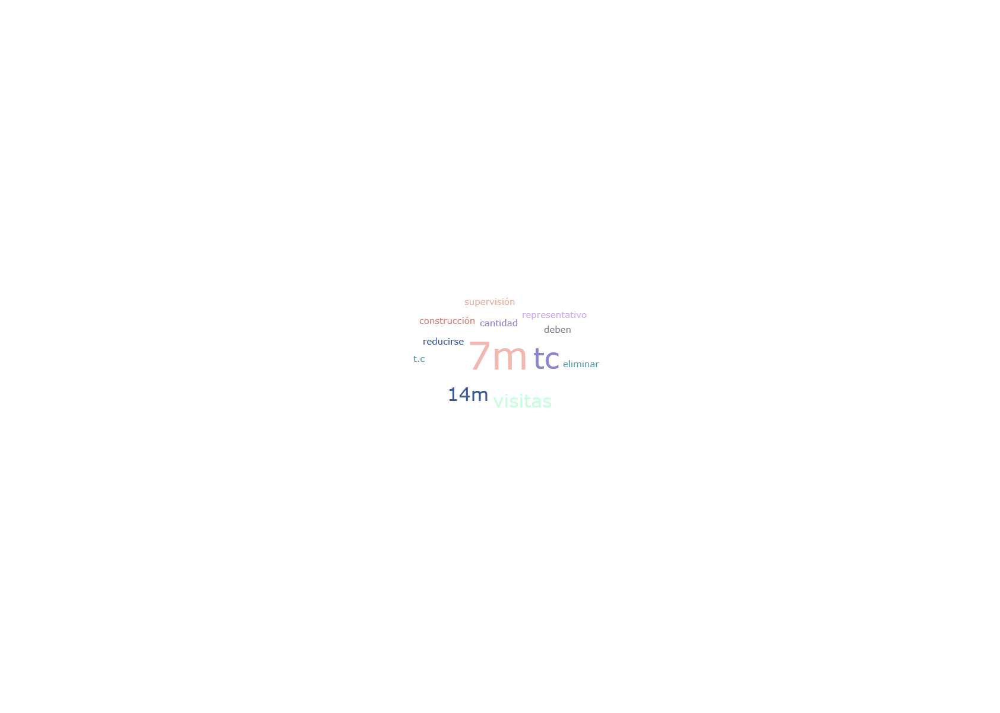 supervisión
representativo
construcción cantidad
deben
reducirse
7m tc
t.c
eliminar
14m visitas